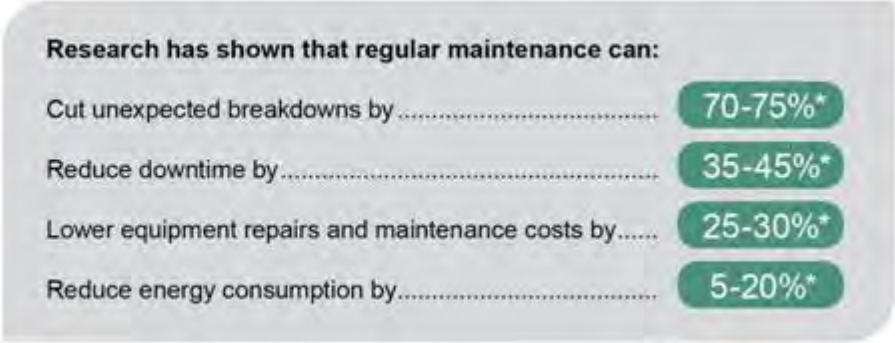 Research has shown that regular maintenance can:
Cut unexpected breakdowns by...................................... 70-75%*
Reduce downtime by....................................................... 35-45%*
Lower equipment repairs and maintenance costs by...... 25-30%*
Reduce energy consumption by...................................... 5-20%*